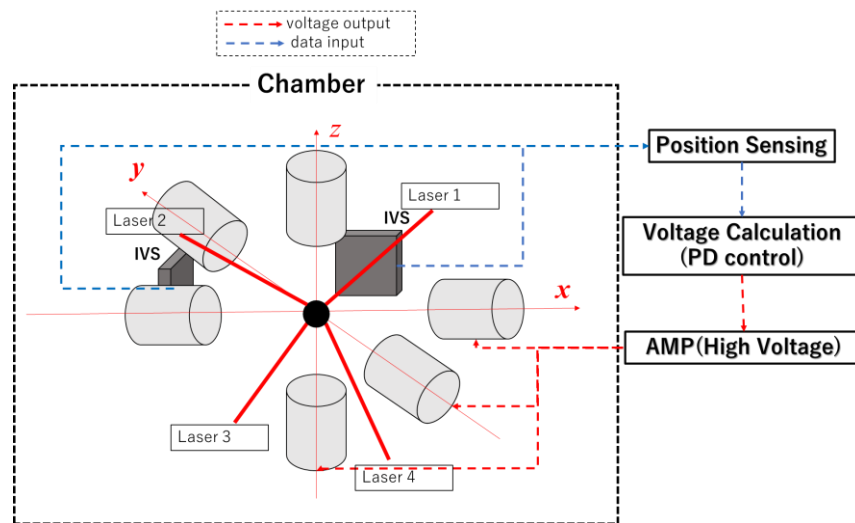 voltage output
data input
Chamber
z
y
Laser 1
IVS
Laser 2
IVS
x
Laser 3
Laser 4
Position Sensing
Voltage Calculation
(PD control)
AMP(High Voltage)